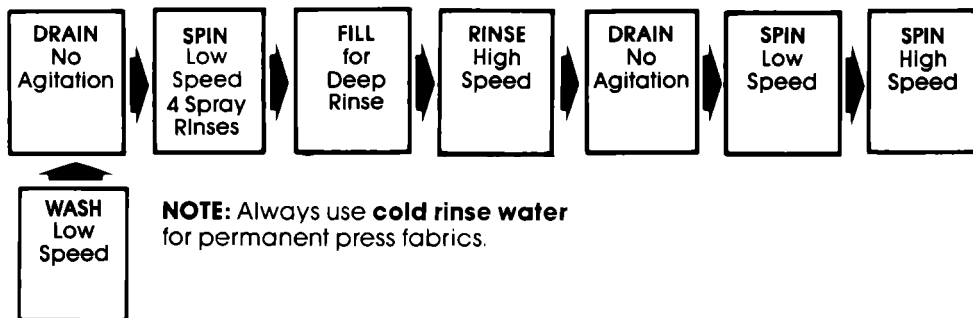 DRAIN
No
Agitation
SPIN
Low
Speed
4 Spray
Rinses
FILL
for
Deep
Rinse
RINSE
High
Speed
DRAIN
No
Agitation
SPIN
Low
Speed
SPIN
High
Speed
WASH
Low
Speed
NOTE: Always use cold rinse water
for permanent press fabrics.